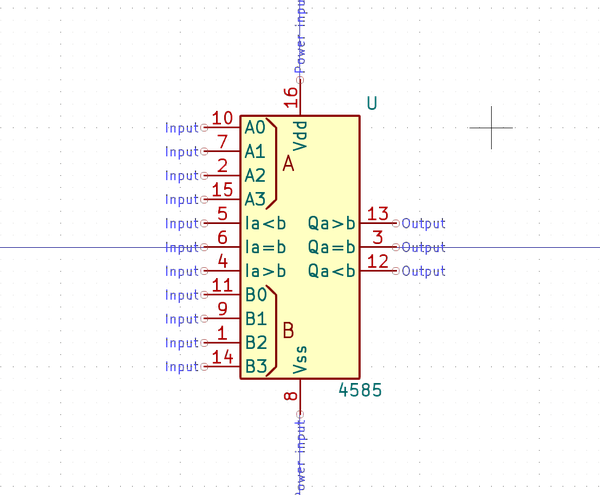 Power input
16
U
Vdd
Input 10 A0
Input 7 A1
A
Input 2 A2
Input 15 A3
Input 5 Ia<b Qa>b 13 Output
Input 6 Ia=b Qa=b 3 Output
Input 4 Ia>b Qa<b 12 Output
Input 11 B0
Input 9 B1
B
Input 1 B2
Input 14 B3
Vss
4585
8
Power input